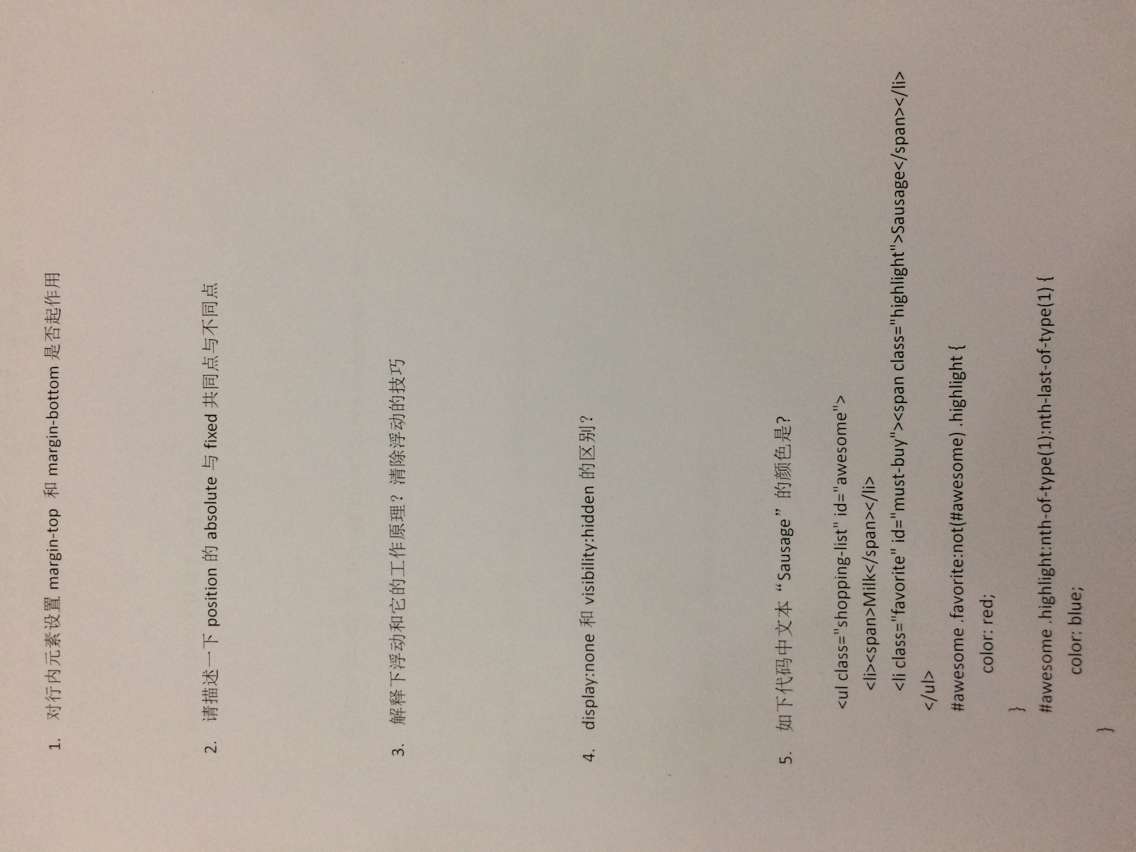 1. 对行内元素设置 margin-top 和 margin-bottom 是否起作用
2. 请描述一下 position 的 absolute 与 fixed 共同点与不同点
3. 解释下浮动和它的工作原理？清除浮动的技巧
4. display:none 和 visibility:hidden 的区别？
5. 如下代码中文本“Sausage”的颜色是?
<ul class="shopping-list" id="awesome">
<li><span>Milk</span></li>
<li class="favorite" id="must-buy"><span class="highlight">Sausage</span></li>
</ul>
#awesome .favorite:not(#awesome) .highlight {
color: red;
}
#awesome .highlight:nth-of-type(1):nth-last-of-type(1) {
color: blue;
}